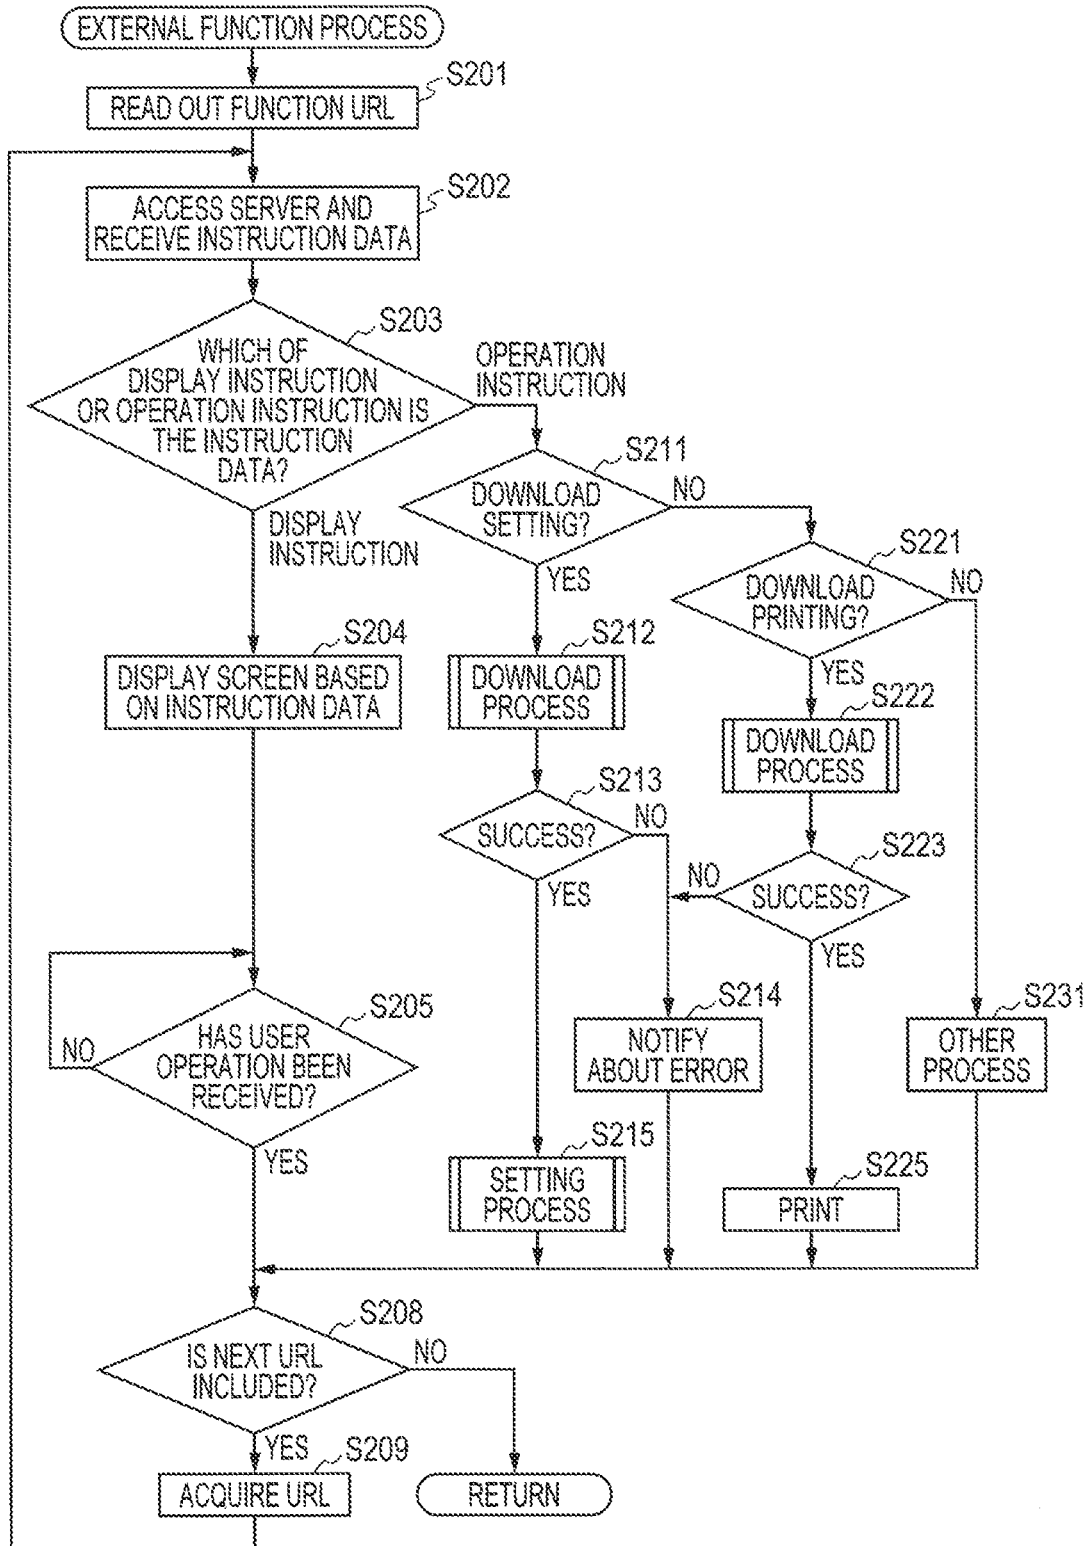 EXTERNAL FUNCTION PROCESS
S201
READ OUT FUNCTION URL
S202
ACCESS SERVER AND
RECEIVE INSTRUCTION DATA
S203
WHICH OF
DISPLAY INSTRUCTION
OR OPERATION INSTRUCTION IS
THE INSTRUCTION
DATA?
OPERATION
INSTRUCTION
DISPLAY
INSTRUCTION
S211
DOWNLOAD
SETTING?
NO
YES
S221
DOWNLOAD
PRINTING?
NO
YES
S204
DISPLAY SCREEN BASED
ON INSTRUCTION DATA
S212
DOWNLOAD
PROCESS
S222
DOWNLOAD
PROCESS
S213
SUCCESS?
NO
YES
S223
SUCCESS?
NO
YES
S205
HAS USER
OPERATION BEEN
RECEIVED?
NO
YES
S214
NOTIFY
ABOUT ERROR
S231
OTHER
PROCESS
S215
SETTING
PROCESS
S225
PRINT
S208
IS NEXT URL
INCLUDED?
NO
YES
S209
ACQUIRE URL
RETURN